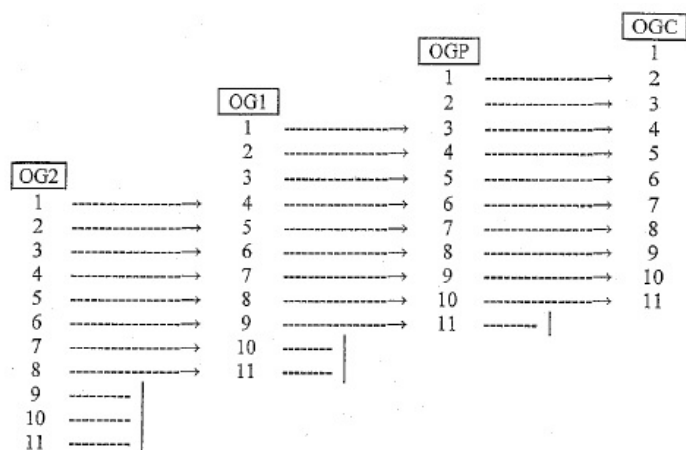 OGC
OGP 1
1 --------→ 2
OG1 2 --------→ 3
1 --------→ 3 --------→ 4
2 --------→ 4 --------→ 5
OG2 3 --------→ 5 --------→ 6
1 --------→ 4 --------→ 6 --------→ 7
2 --------→ 5 --------→ 7 --------→ 8
3 --------→ 6 --------→ 8 --------→ 9
4 --------→ 7 --------→ 9 --------→ 10
5 --------→ 8 --------→ 10 --------→ 11
6 --------→ 9 --------→ 11 ------ |
7 --------→ 10 ------ |
8 --------→ 11 ------ |
9 ------ |
10 ------ |
11 ------ |